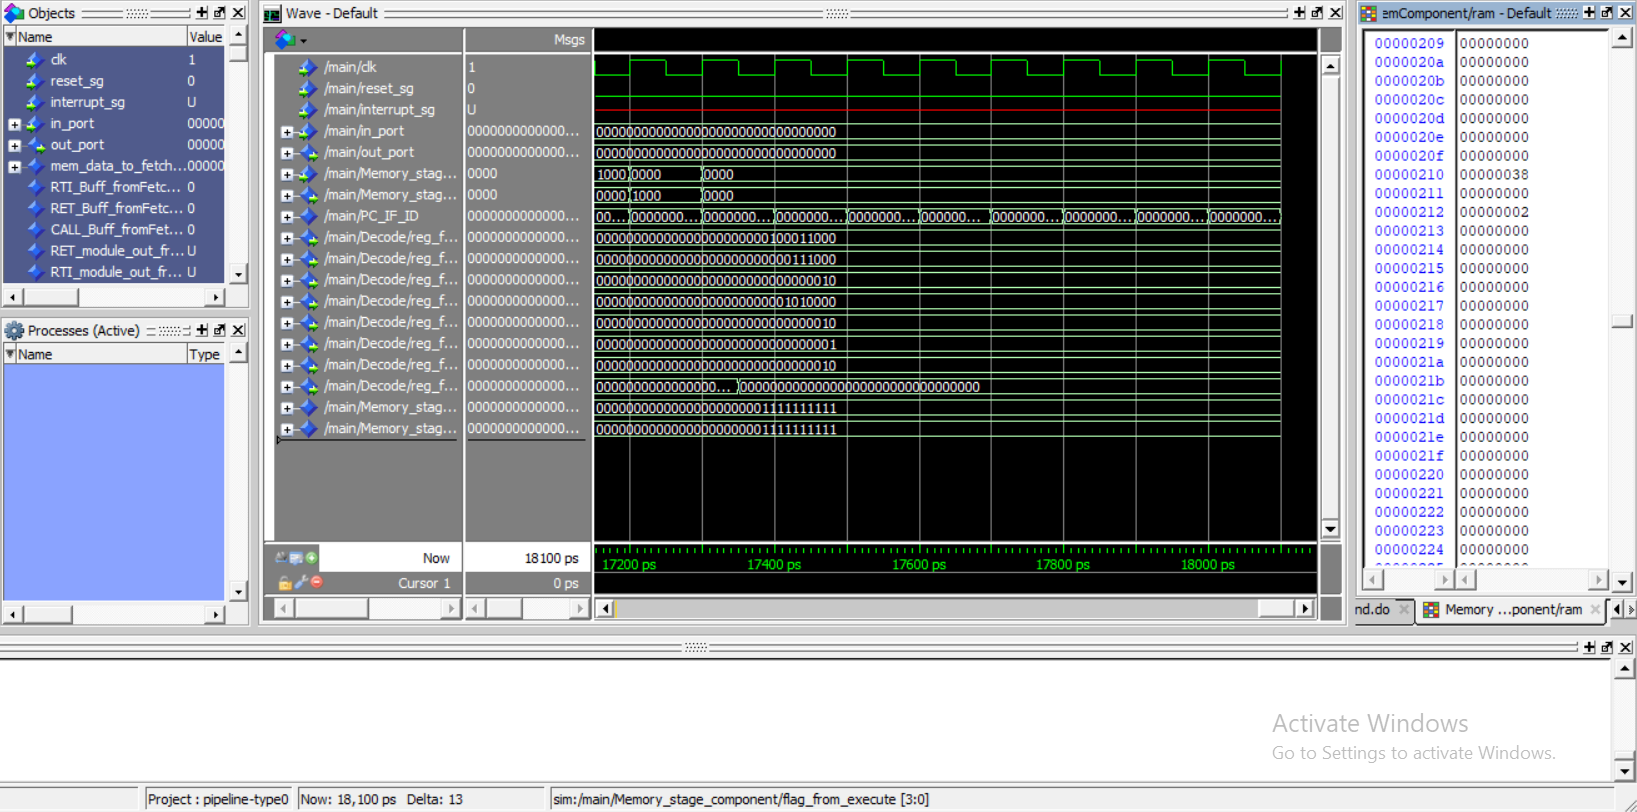 Objects
Name Value
clk 1
reset_sg 0
interrupt_sg U
in_port 00000
out_port 00000
mem_data_to_fetch... 00000
RTI_Buff_fromFetc... 0
RET_Buff_fromFetc... 0
CALL_Buff_fromFet... 0
RET_module_out_fr... U
RTI_module_out_fr... U
Processes (Active)
Name Type
Wave - Default
Msgs
/main/clk 1
/main/reset_sg 0
/main/interrupt_sg U
/main/in_port 0000000000000... 00000000000000000000000000000000
/main/out_port 0000000000000... 00000000000000000000000000000000
/main/Memory_stag... 0000 1000 0000 0000
/main/Memory_stag... 0000 0000 1000 0000
/main/PC_IF_ID 0000000000000... 00... 0000000... 0000000... 0000000... 0000000... 000000... 0000000... 0000000... 0000000... 0000000...
/main/Decode/reg_f... 0000000000000... 00000000000000000000000100011000
/main/Decode/reg_f... 0000000000000... 00000000000000000000000000111000
/main/Decode/reg_f... 0000000000000... 00000000000000000000000000000010
/main/Decode/reg_f... 0000000000000... 00000000000000000000000001010000
/main/Decode/reg_f... 0000000000000... 00000000000000000000000000000010
/main/Decode/reg_f... 0000000000000... 00000000000000000000000000000001
/main/Decode/reg_f... 0000000000000... 00000000000000000000000000000010
/main/Decode/reg_f... 0000000000000... 0000000000000000... 00000000000000000000000000000000
/main/Memory_stag... 0000000000000... 00000000000000000000001111111111
/main/Memory_stag... 0000000000000... 00000000000000000000001111111111
Now 18100 ps
Cursor 1 0 ps
17200 ps 17400 ps 17600 ps 17800 ps 18000 ps
emComponent/ram - Default
00000209 00000000
0000020a 00000000
0000020b 00000000
0000020c 00000000
0000020d 00000000
0000020e 00000000
0000020f 00000000
00000210 00000038
00000211 00000000
00000212 00000002
00000213 00000000
00000214 00000000
00000215 00000000
00000216 00000000
00000217 00000000
00000218 00000000
00000219 00000000
0000021a 00000000
0000021b 00000000
0000021c 00000000
0000021d 00000000
0000021e 00000000
0000021f 00000000
00000220 00000000
00000221 00000000
00000222 00000000
00000223 00000000
00000224 00000000
nd.do Memory ...ponent/ram
Activate Windows
Go to Settings to activate Windows.
Project : pipeline-type0 Now: 18,100 ps Delta: 13 sim:/main/Memory_stage_component/flag_from_execute [3:0]